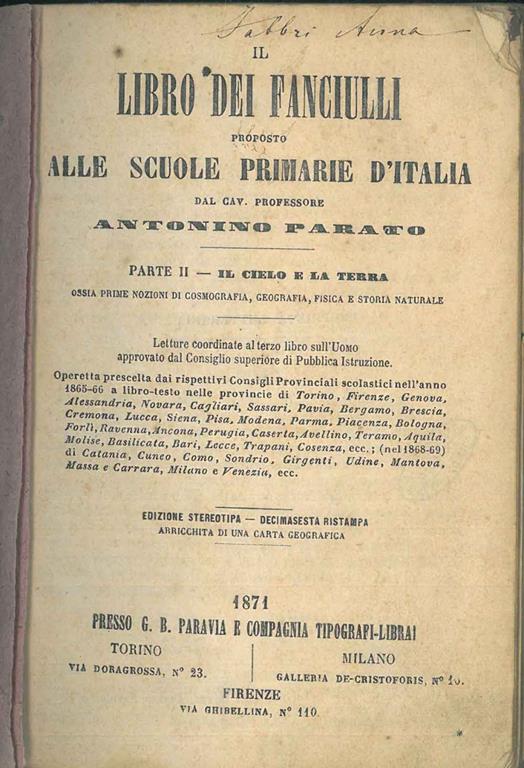 Fabbri Anna
IL
LIBRO DEI FANCIULLI
PROPOSTO
ALLE SCUOLE PRIMARIE D'ITALIA
DAL CAV. PROFESSORE
ANTONINO PARATO
PARTE II — IL CIELO E LA TERRA
OSSIA PRIME NOZIONI DI COSMOGRAFIA, GEOGRAFIA, FISICA E STORIA NATURALE
Letture coordinate al terzo libro sull'UOMO
approvato dal Consiglio superiore di Pubblica Istruzione.
Operetta prescelta dai rispettivi Consigli Provinciali scolastici nell'anno
1865-66 a libro-testo nelle provincie di Torino, Firenze, Genova,
Alessandria, Novara, Cagliari, Sassari, Pavia, Bergamo, Brescia,
Cremona, Lucca, Siena, Pisa, Modena, Parma, Piacenza, Bologna,
Forlì, Ravenna, Ancona, Perugia, Caserta, Avellino, Teramo, Aquila,
Molise, Basilicata, Bari, Lecce, Trapani, Cosenza, ecc.; (nel 1868-69)
di Catania, Cuneo, Como, Sondrio, Girgenti, Udine, Mantova,
Massa e Carrara, Milano e Venezia, ecc.
EDIZIONE STEREOTIPA — DECIMASESTA RISTAMPA
ARRICCHITA DI UNA CARTA GEOGRAFICA
1871
PRESSO G. B. PARAVIA E COMPAGNIA TIPOGRAFI-LIBRAI
TORINO
VIA DORAGROSSA, Nº 23.
MILANO
GALLERIA DE-CRISTOFORIS, Nº
FIRENZE
VIA GHIBELLINA, Nº 110.